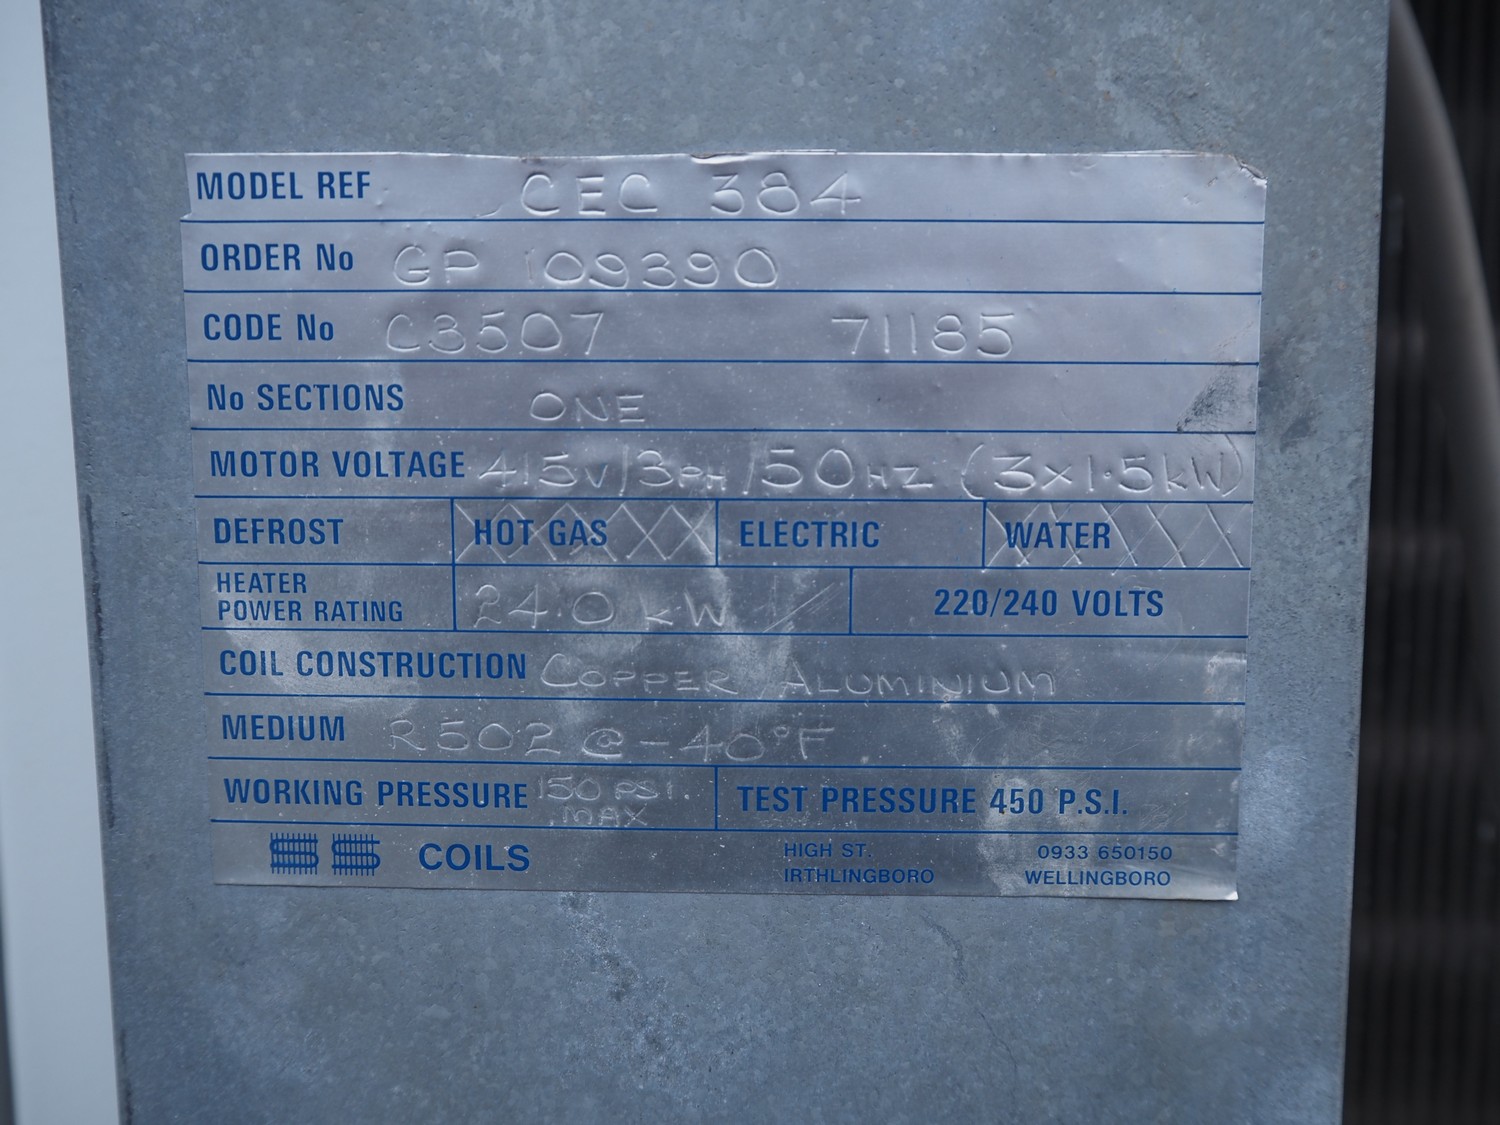 MODEL REF CEC 384
ORDER No GP 109390
CODE No C3507 71185
No SECTIONS ONE
MOTOR VOLTAGE 415V/3PH/50HZ (3x1.5kW)
DEFROST HOT GAS ELECTRIC WATER
HEATER
POWER RATING 24.0 kW 220/240 VOLTS
COIL CONSTRUCTION COPPER/ALUMINIUM
MEDIUM R502 @ -40°F
WORKING PRESSURE 150 PSI. MAX TEST PRESSURE 450 P.S.I.
COILS HIGH ST. 0933 650150
IRTHLINGBORO WELLINGBORO